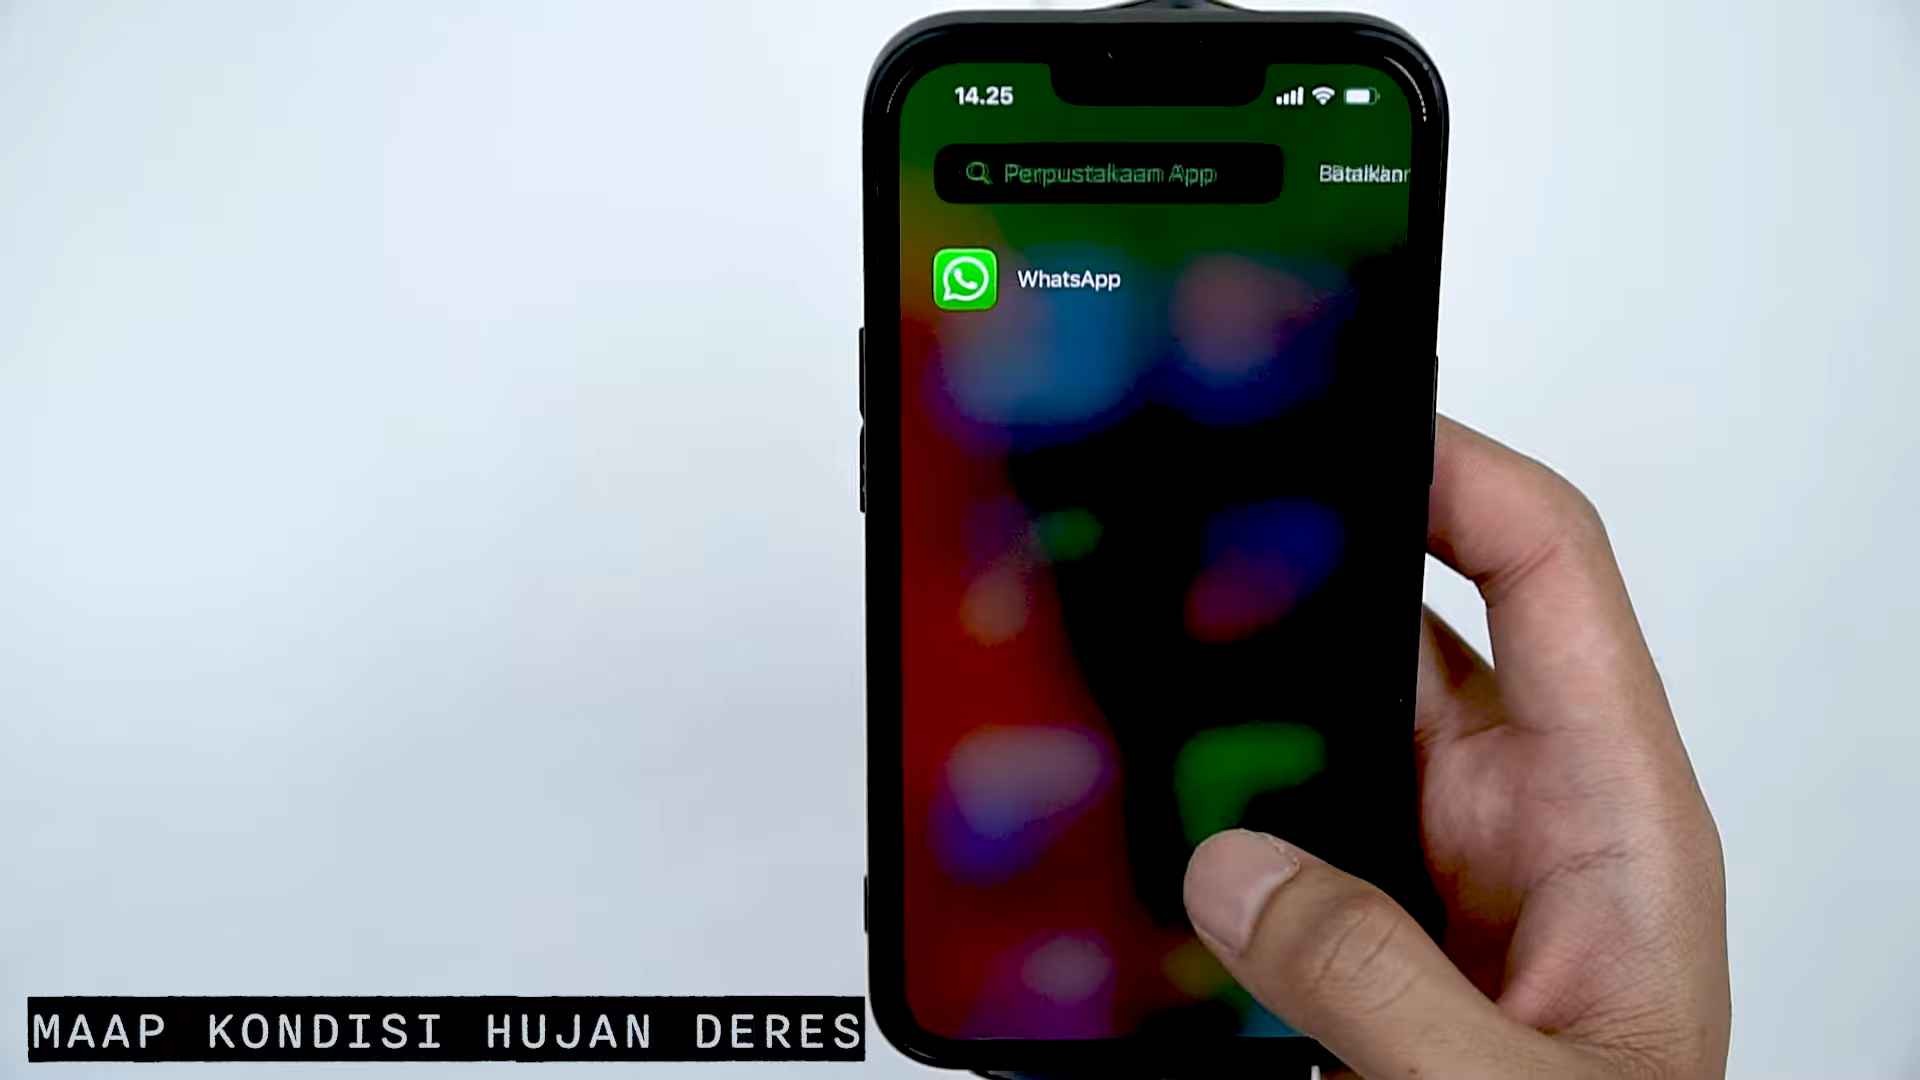 14.25
Perpustakaan App
Batalkan
WhatsApp
MAAP KONDISI HUJAN DERES